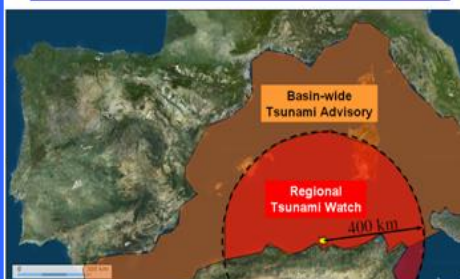 Basin-wide
Tsunami Advisory
Regional
Tsunami Watch
400 km